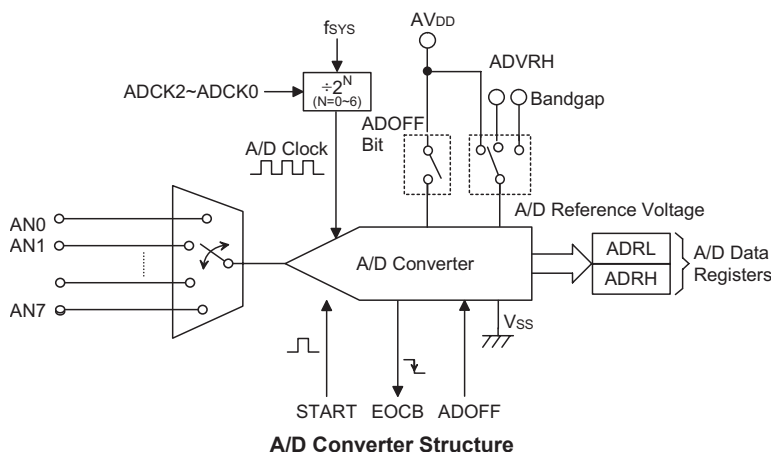 fSYS
AVDD
ADVRH
ADCK2~ADCK0
÷2^N
(N=0~6)
Bandgap
ADOFF
Bit
A/D Clock
A/D Reference Voltage
AN0
AN1
AN7
A/D Converter
ADRL
ADRH
A/D Data
Registers
VSS
START
EOCB
ADOFF
A/D Converter Structure